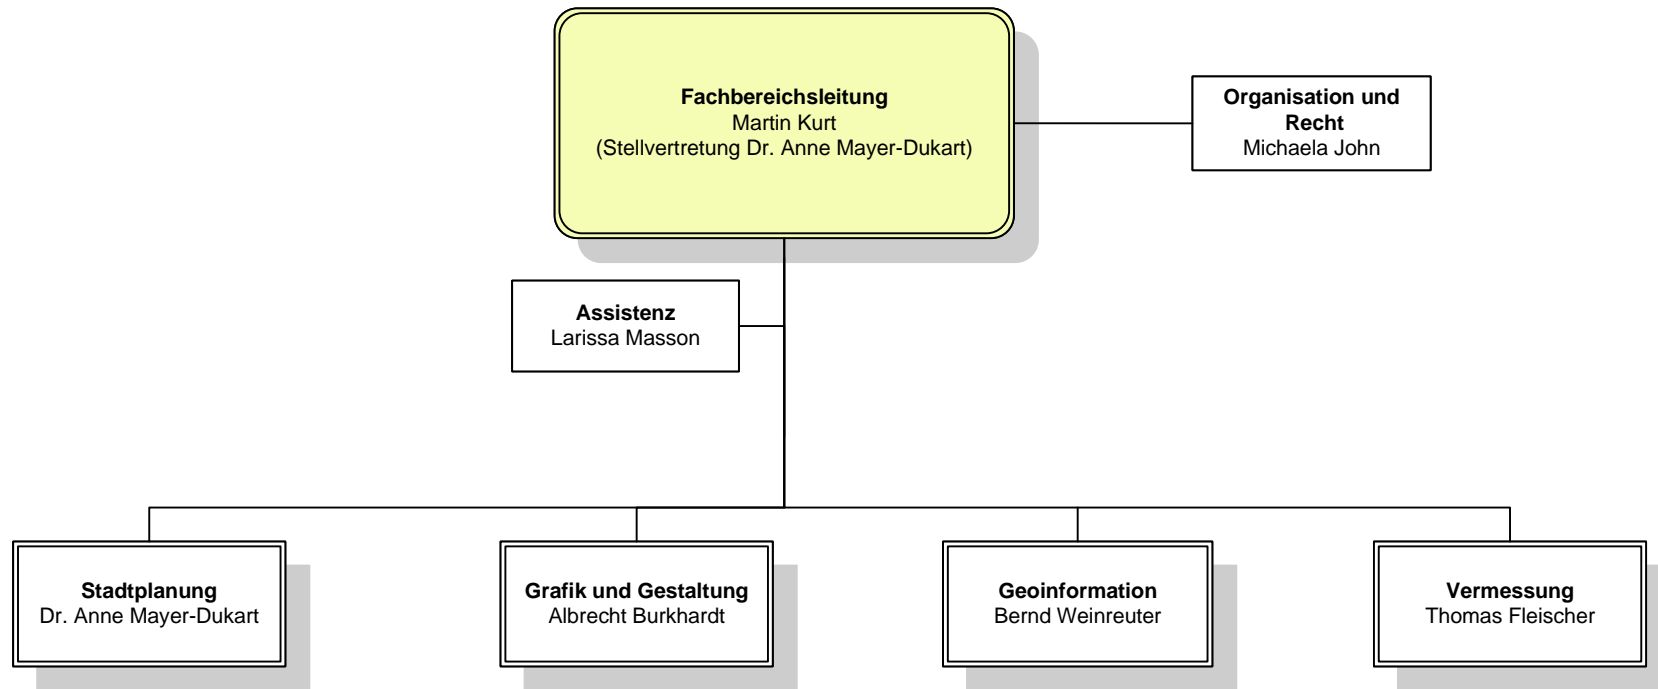 Fachbereichsleitung
Martin Kurt
(Stellvertretung Dr. Anne Mayer-Dukart)
Organisation und
Recht
Michaela John
Assistenz
Larissa Masson
Stadtplanung
Dr. Anne Mayer-Dukart
Grafik und Gestaltung
Albrecht Burkhardt
Geoinformation
Bernd Weinreuter
Vermessung
Thomas Fleischer